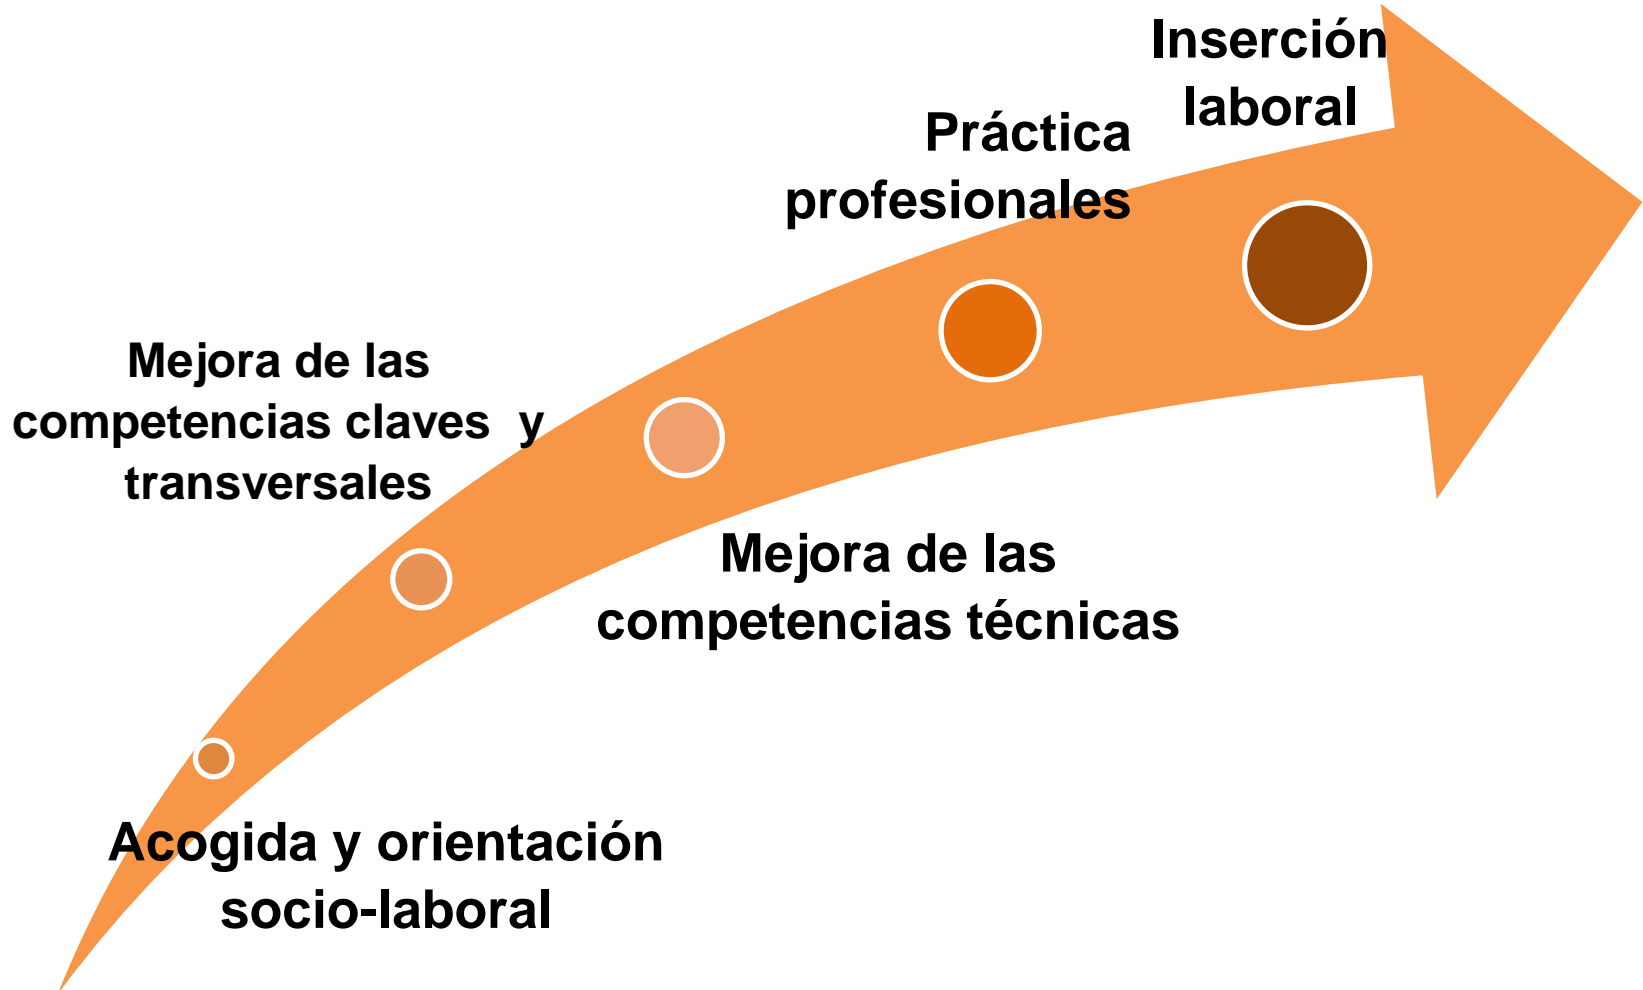 Inserción
laboral
Práctica
profesionales
Mejora de las
competencias claves  y
transversales
Mejora de las
competencias técnicas
Acogida y orientación
socio-laboral